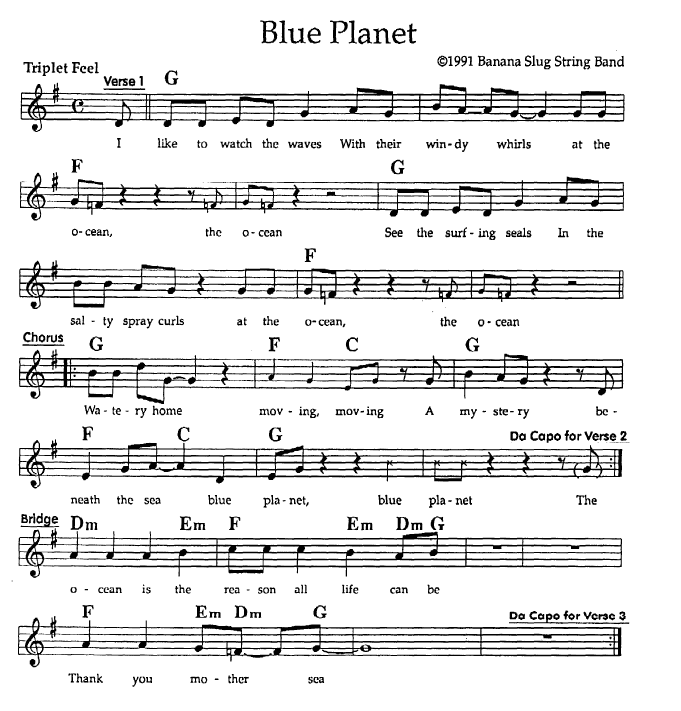 Blue Planet
Triplet Feel ©1991 Banana Slug String Band
Verse 1 G
I like to watch the waves With their win-dy whirls at the
F G
o-cean, the o-cean See the surf-ing seals In the
F
sal-ty spray curls at the o-cean, the o-cean
Chorus G F C G
Wa-te-ry home mov-ing, mov-ing A my-ste-ry be-
F C G Da Capo for Verse 2
neath the sea blue pla-net, blue pla-net The
Bridge Dm Em F Em Dm G
o-cean is the rea-son all life can be
F Em Dm G Da Capo for Verse 3
Thank you mo-ther sea